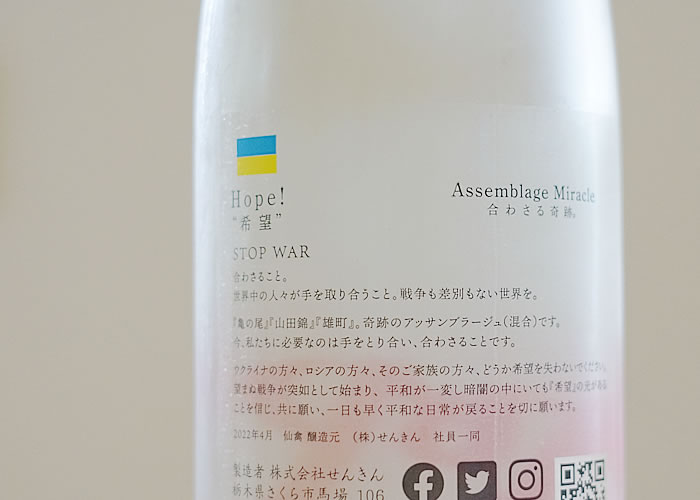 Hope!
“希望”
STOP WAR
Assemblage Miracle
合わさる奇跡。
合わさること。
世界中の人々が手を取り合うこと。戦争も差別もない世界を。
『亀の尾』『山田錦』『雄町』。奇跡のアッサンブラージュ(混合)です。
今、私たちに必要なのは手をとり合い、合わさることです。
ウクライナの方々、ロシアの方々、そのご家族の方々、どうか希望を失わないでください。
望まぬ戦争が突如として始まり、平和が一変し暗闇の中にいても『希望』の光がある
ことを信じ、共に願い、一日も早く平和な日常が戻ることを切に願います。
2022年4月 仙禽 醸造元 (株)せんきん 社員一同
製造者 株式会社せんきん
栃木県さくら市馬場 106